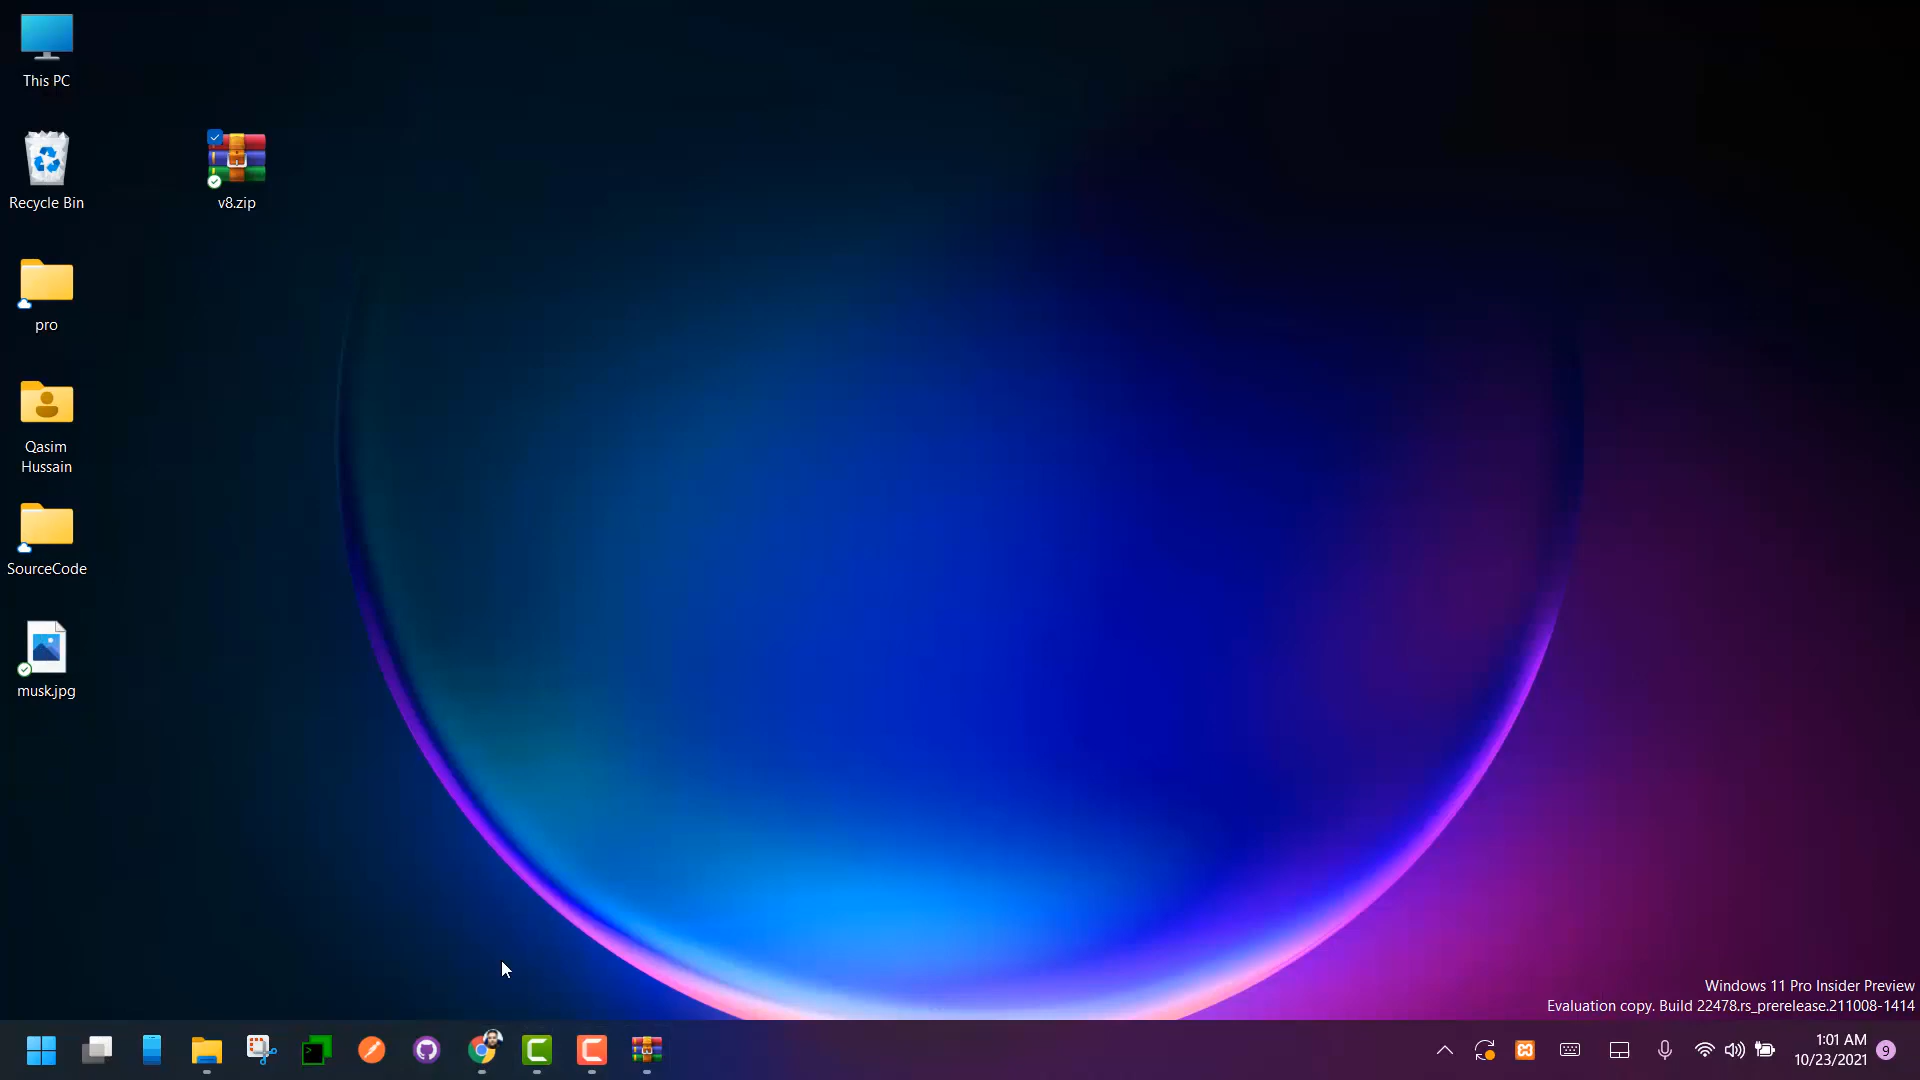 This PC
Recycle Bin
v8.zip
pro
Qasim
Hussain
SourceCode
musk.jpg
Windows 11 Pro Insider Preview
Evaluation copy. Build 22478.rs_prerelease.211008-1414
1:01 AM
10/23/2021
9